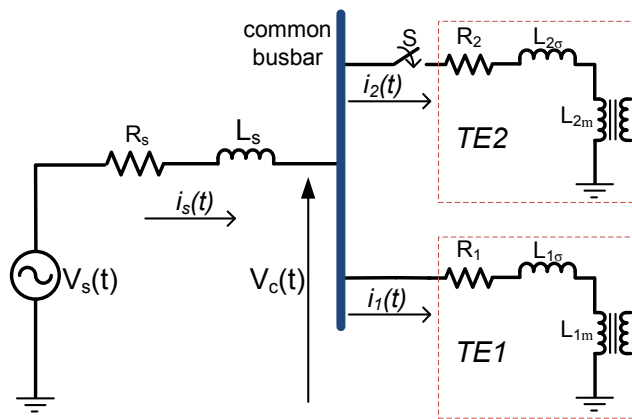 common
busbar
S
R2
L2σ
i2(t)
L2m
TE2
Rs
Ls
is(t)
Vs(t)
Vc(t)
R1
L1σ
i1(t)
L1m
TE1